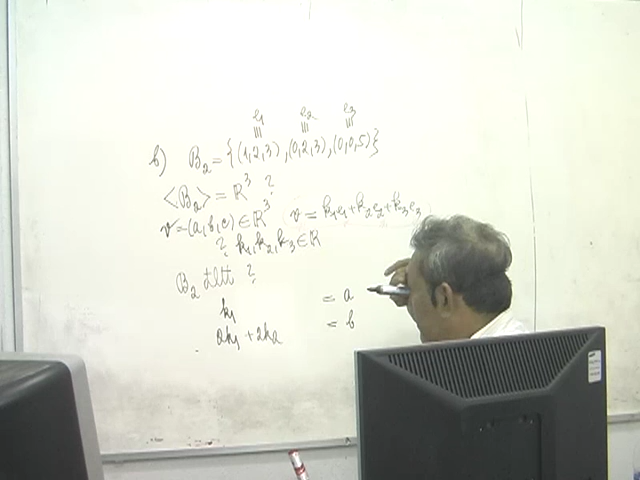 e₁ e₂ e₃
b) B₂ = {(1,2,3),(0,2,3),(0,0,5)}
<B₂> = ℝ³ ?
v = (a,b,c) ∈ ℝ³ v = k₁e₁+k₂e₂+k₃e₃
? k₁,k₂,k₃ ∈ ℝ
B₂ ?
k₁ = a
2k₁ + 2k₂ = b